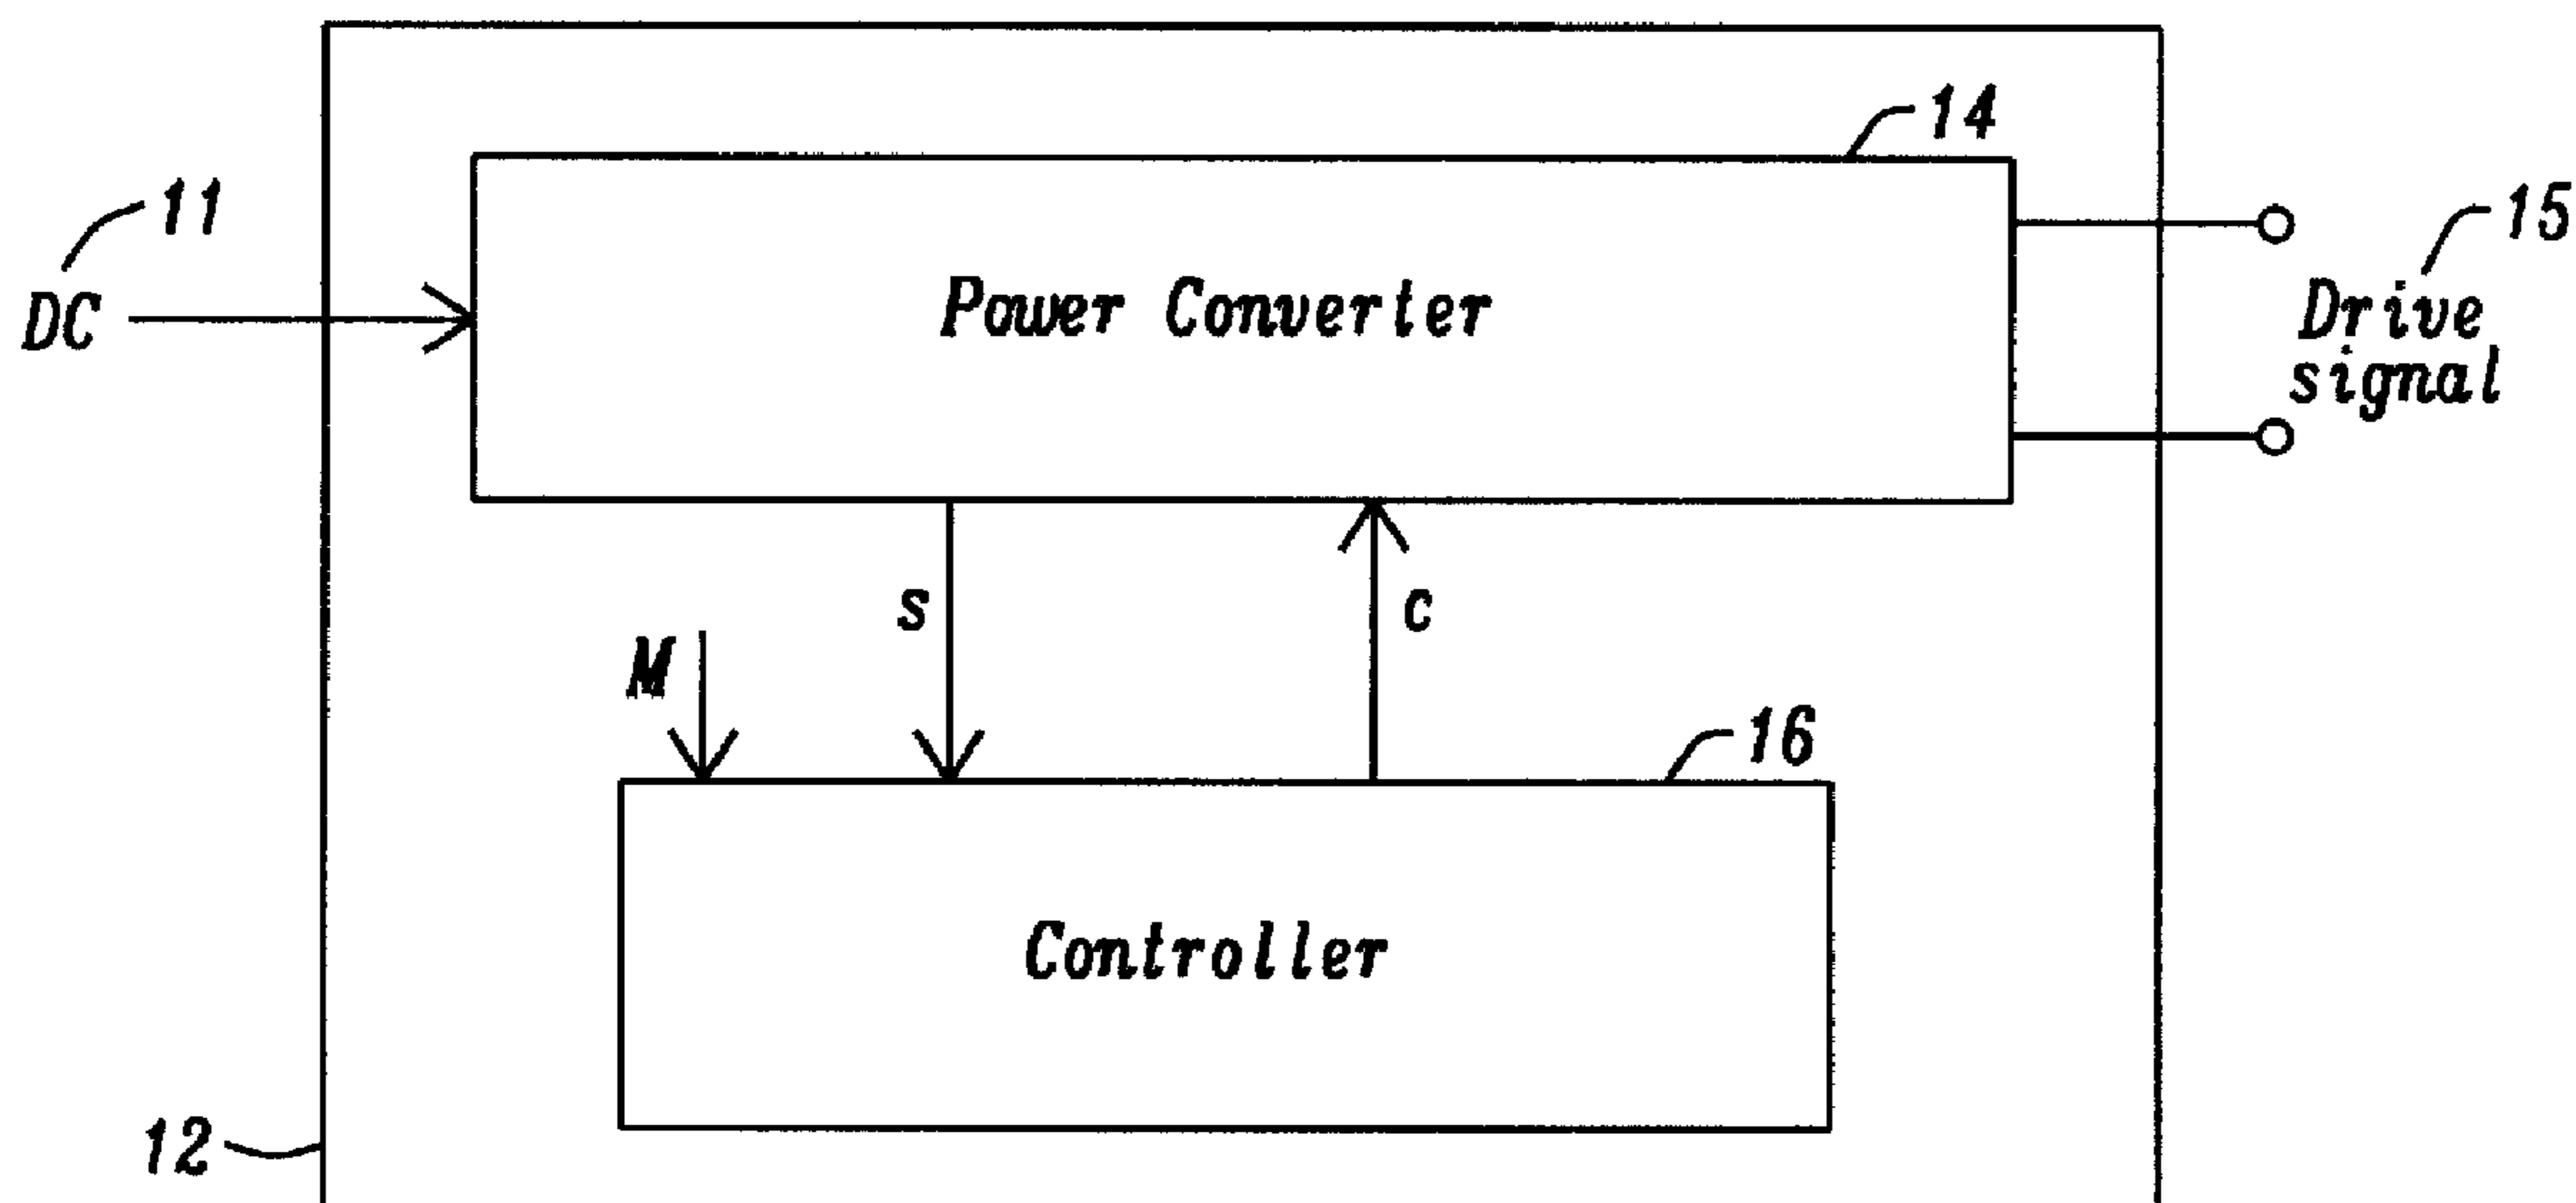 14
11
15
DC
Power Converter
Drive
signal
s
c
M
16
Controller
12